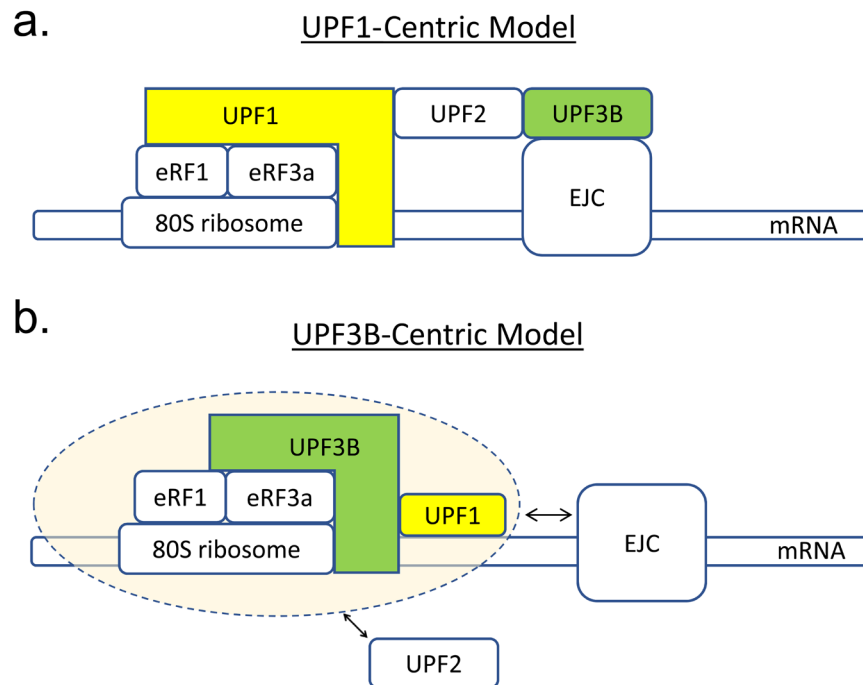 a.
UPF1-Centric Model
UPF1
UPF2
UPF3B
eRF1
eRF3a
EJC
80S ribosome
mRNA
b.
UPF3B-Centric Model
UPF3B
eRF1
eRF3a
UPF1
80S ribosome
EJC
mRNA
UPF2